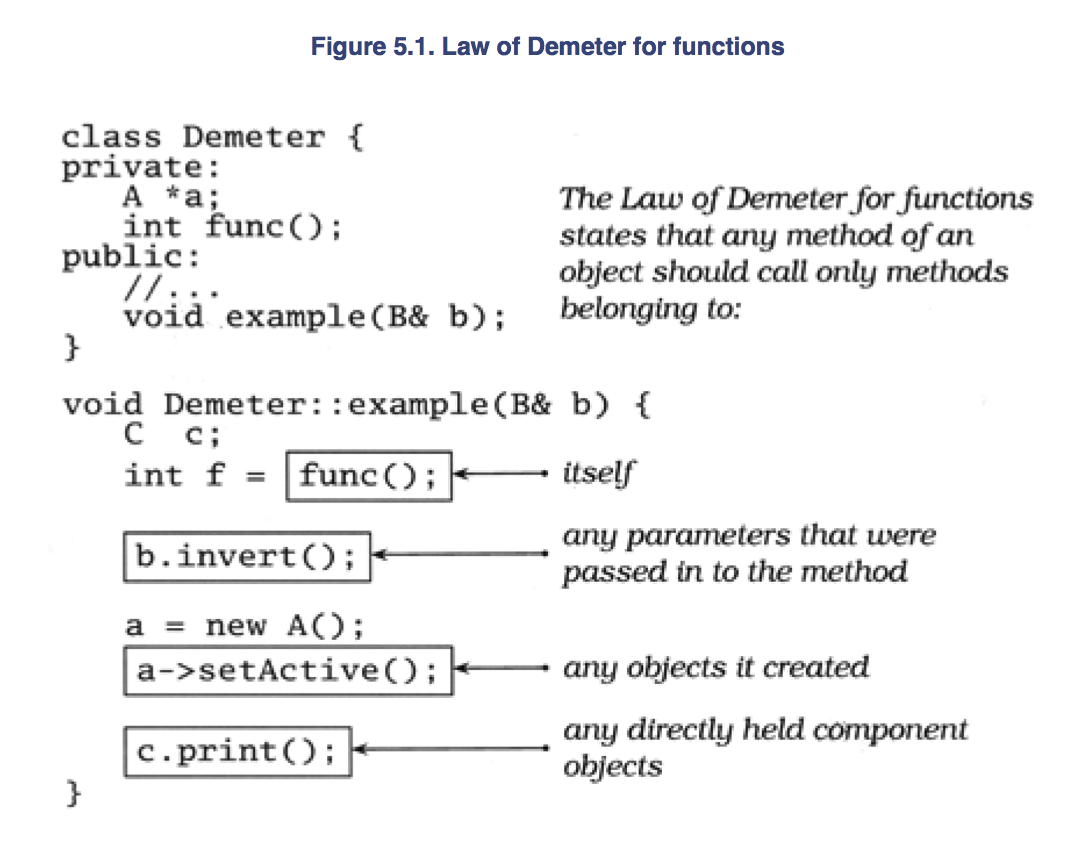 Figure 5.1. Law of Demeter for functions
class Demeter {
private:
A *a;
int func();
public:
//...
void example(B& b);
}
The Law of Demeter for functions
states that any method of an
object should call only methods
belonging to:
void Demeter::example(B& b) {
C c;
int f = func();
itself
b.invert();
any parameters that were
passed in to the method
a = new A();
a->setActive();
any objects it created
c.print();
any directly held component
objects
}